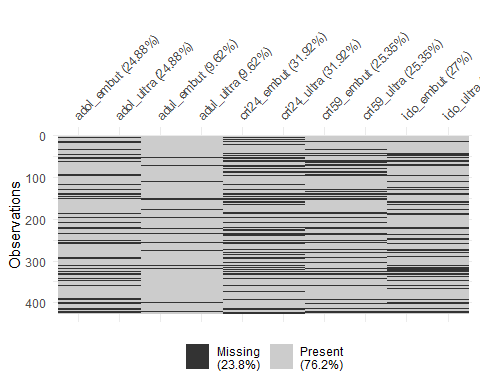 adol_embut (24.88%)
adol_ultra (24.88%)
adul_embut (9.62%)
adul_ultra (9.62%)
cri24_embut (31.92%)
cri24_ultra (31.92%)
cri59_embut (25.35%)
cri59_ultra (25.35%)
ido_embut (27%)
ido_ultra
0
100
200
300
400
Observations
Missing
(23.8%)
Present
(76.2%)